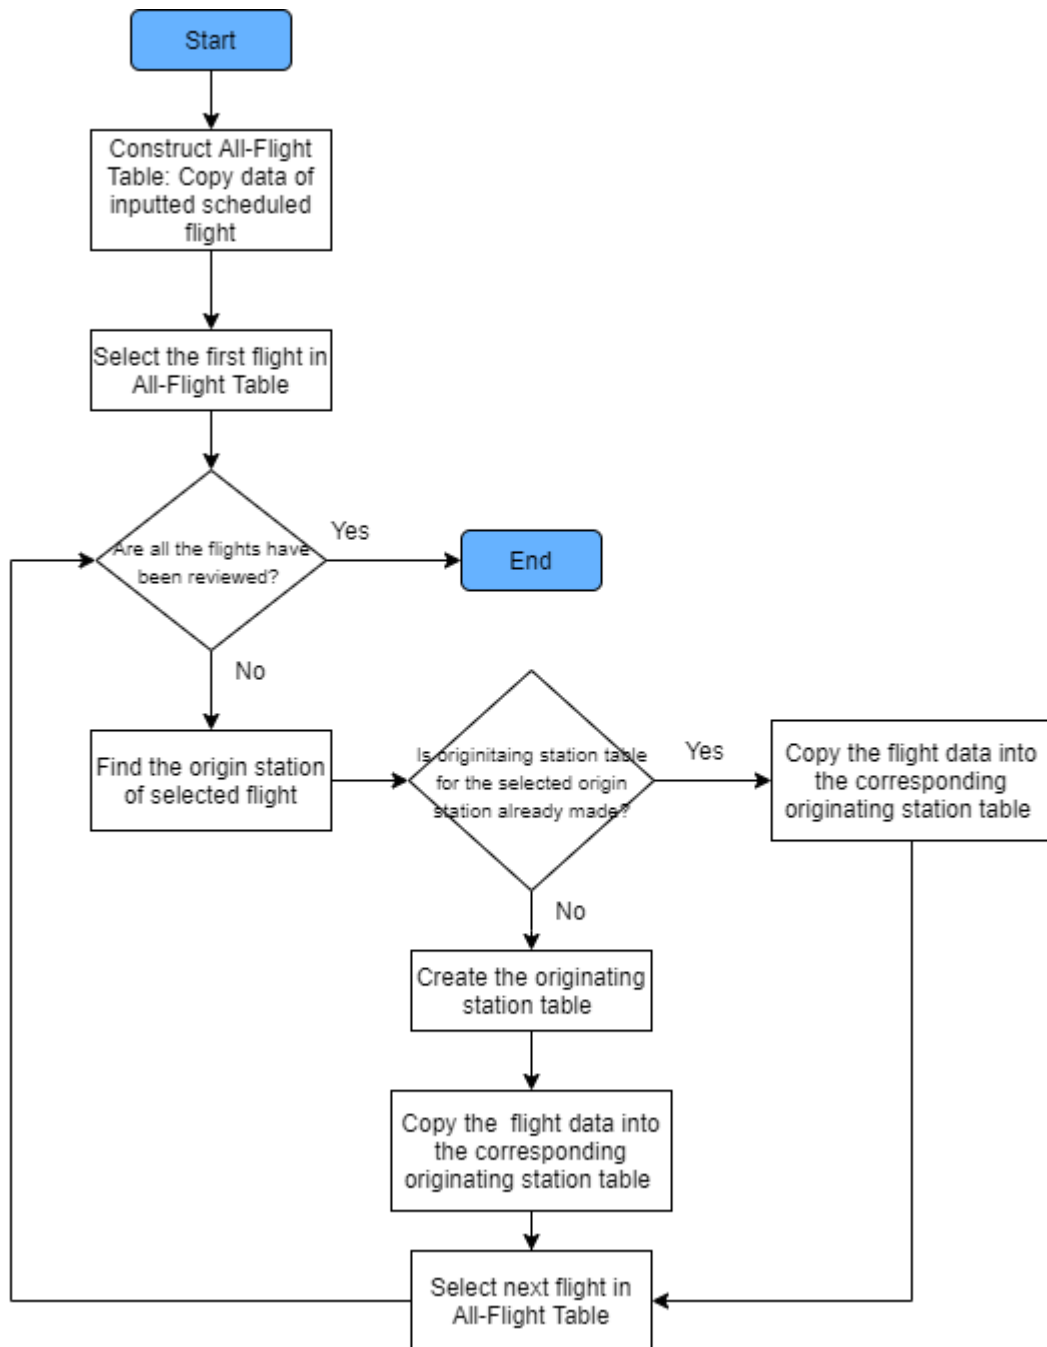 Start
Construct All-Flight
Table: Copy data of
inputted scheduled
flight
Select the first flight in
All-Flight Table
Are all the flights have
been reviewed?
Yes
End
No
Find the origin station
of selected flight
Is originitaing station table
for the selected origin
station already made?
Yes
Copy the flight data into
the corresponding
originating station table
No
Create the originating
station table
Copy the flight data into
the corresponding
originating station table
Select next flight in
All-Flight Table